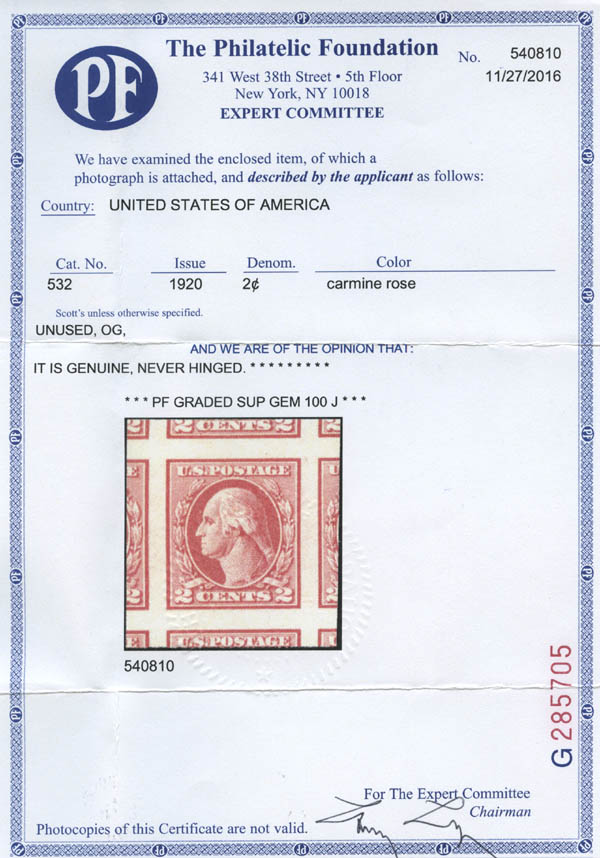 PF
The Philatelic Foundation
No. 540810
341 West 38th Street • 5th Floor
11/27/2016
New York, NY 10018
EXPERT COMMITTEE
We have examined the enclosed item, of which a
photograph is attached, and described by the applicant as follows:
Country: UNITED STATES OF AMERICA
Cat. No. Issue Denom. Color
532 1920 2¢ carmine rose
Scott's unless otherwise specified.
UNUSED, OG,
AND WE ARE OF THE OPINION THAT:
IT IS GENUINE, NEVER HINGED. * * * * * * * * *
* * * PF GRADED SUP GEM 100 J * * *
2 CENTS 2
U.S. POSTAGE
2 CENTS 2
U.S. POSTAGE
540810
G 285705
For The Expert Committee
Chairman
Photocopies of this Certificate are not valid.